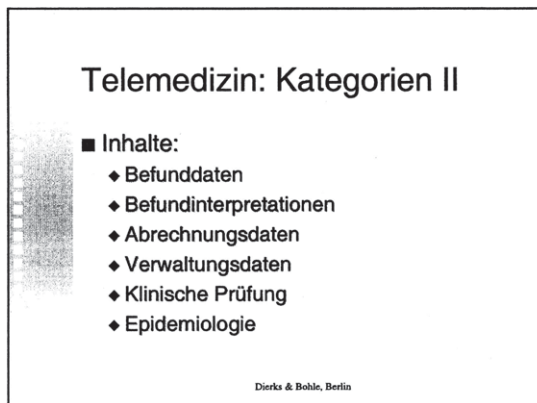 Telemedizin: Kategorien II
■ Inhalte:
◆ Befunddaten
◆ Befundinterpretationen
◆ Abrechnungsdaten
◆ Verwaltungsdaten
◆ Klinische Prüfung
◆ Epidemiologie
Dierks & Bohle, Berlin